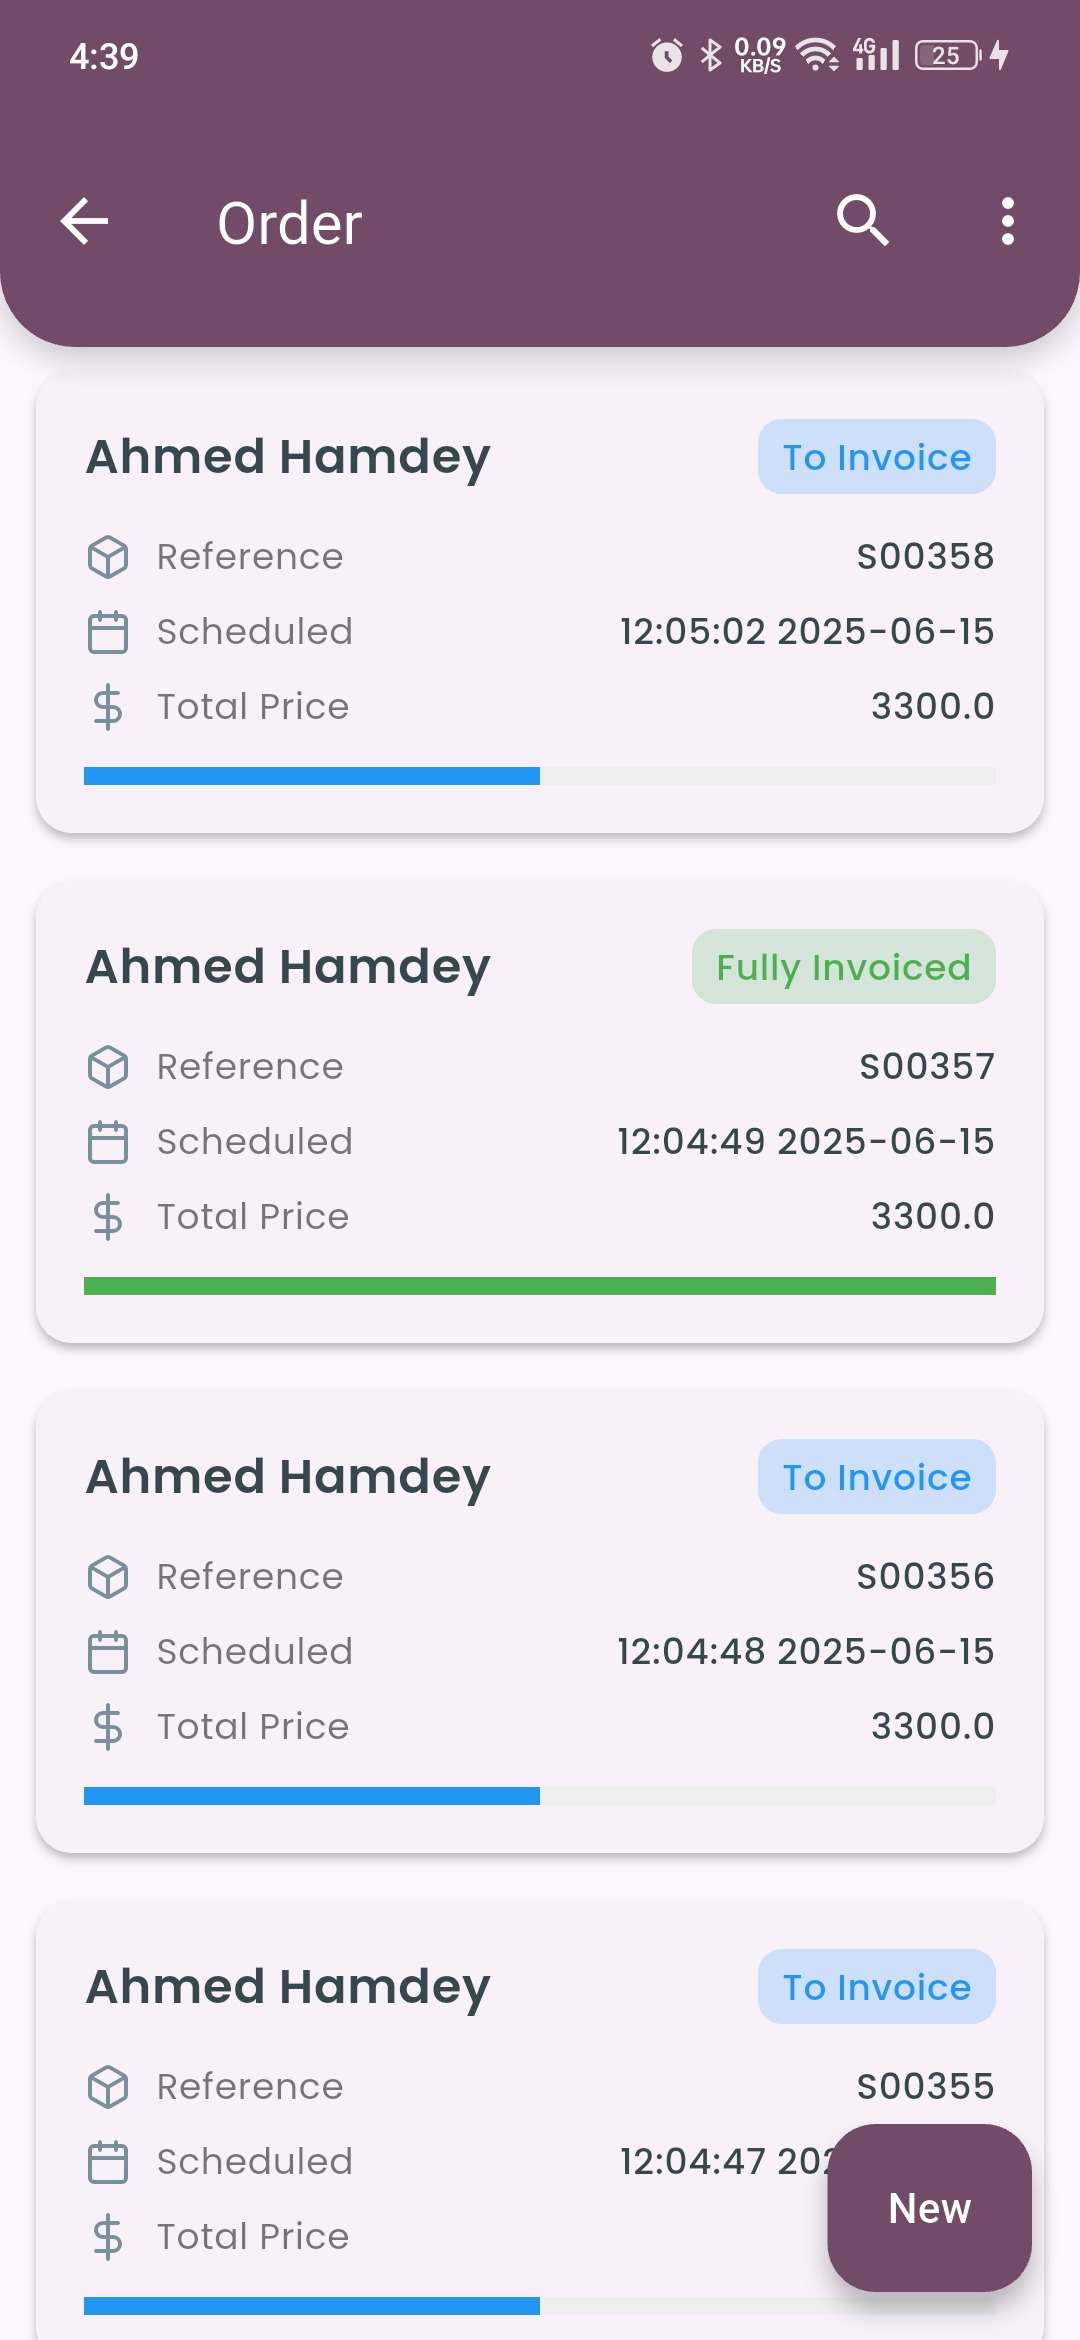 4:39
0.09
KB/S
4G
25
Order
Ahmed Hamdey
To Invoice
Reference
S00358
Scheduled
12:05:02 2025-06-15
Total Price
3300.0
Ahmed Hamdey
Fully Invoiced
Reference
S00357
Scheduled
12:04:49 2025-06-15
Total Price
3300.0
Ahmed Hamdey
To Invoice
Reference
S00356
Scheduled
12:04:48 2025-06-15
Total Price
3300.0
Ahmed Hamdey
To Invoice
Reference
S00355
Scheduled
12:04:47
Total Price
New